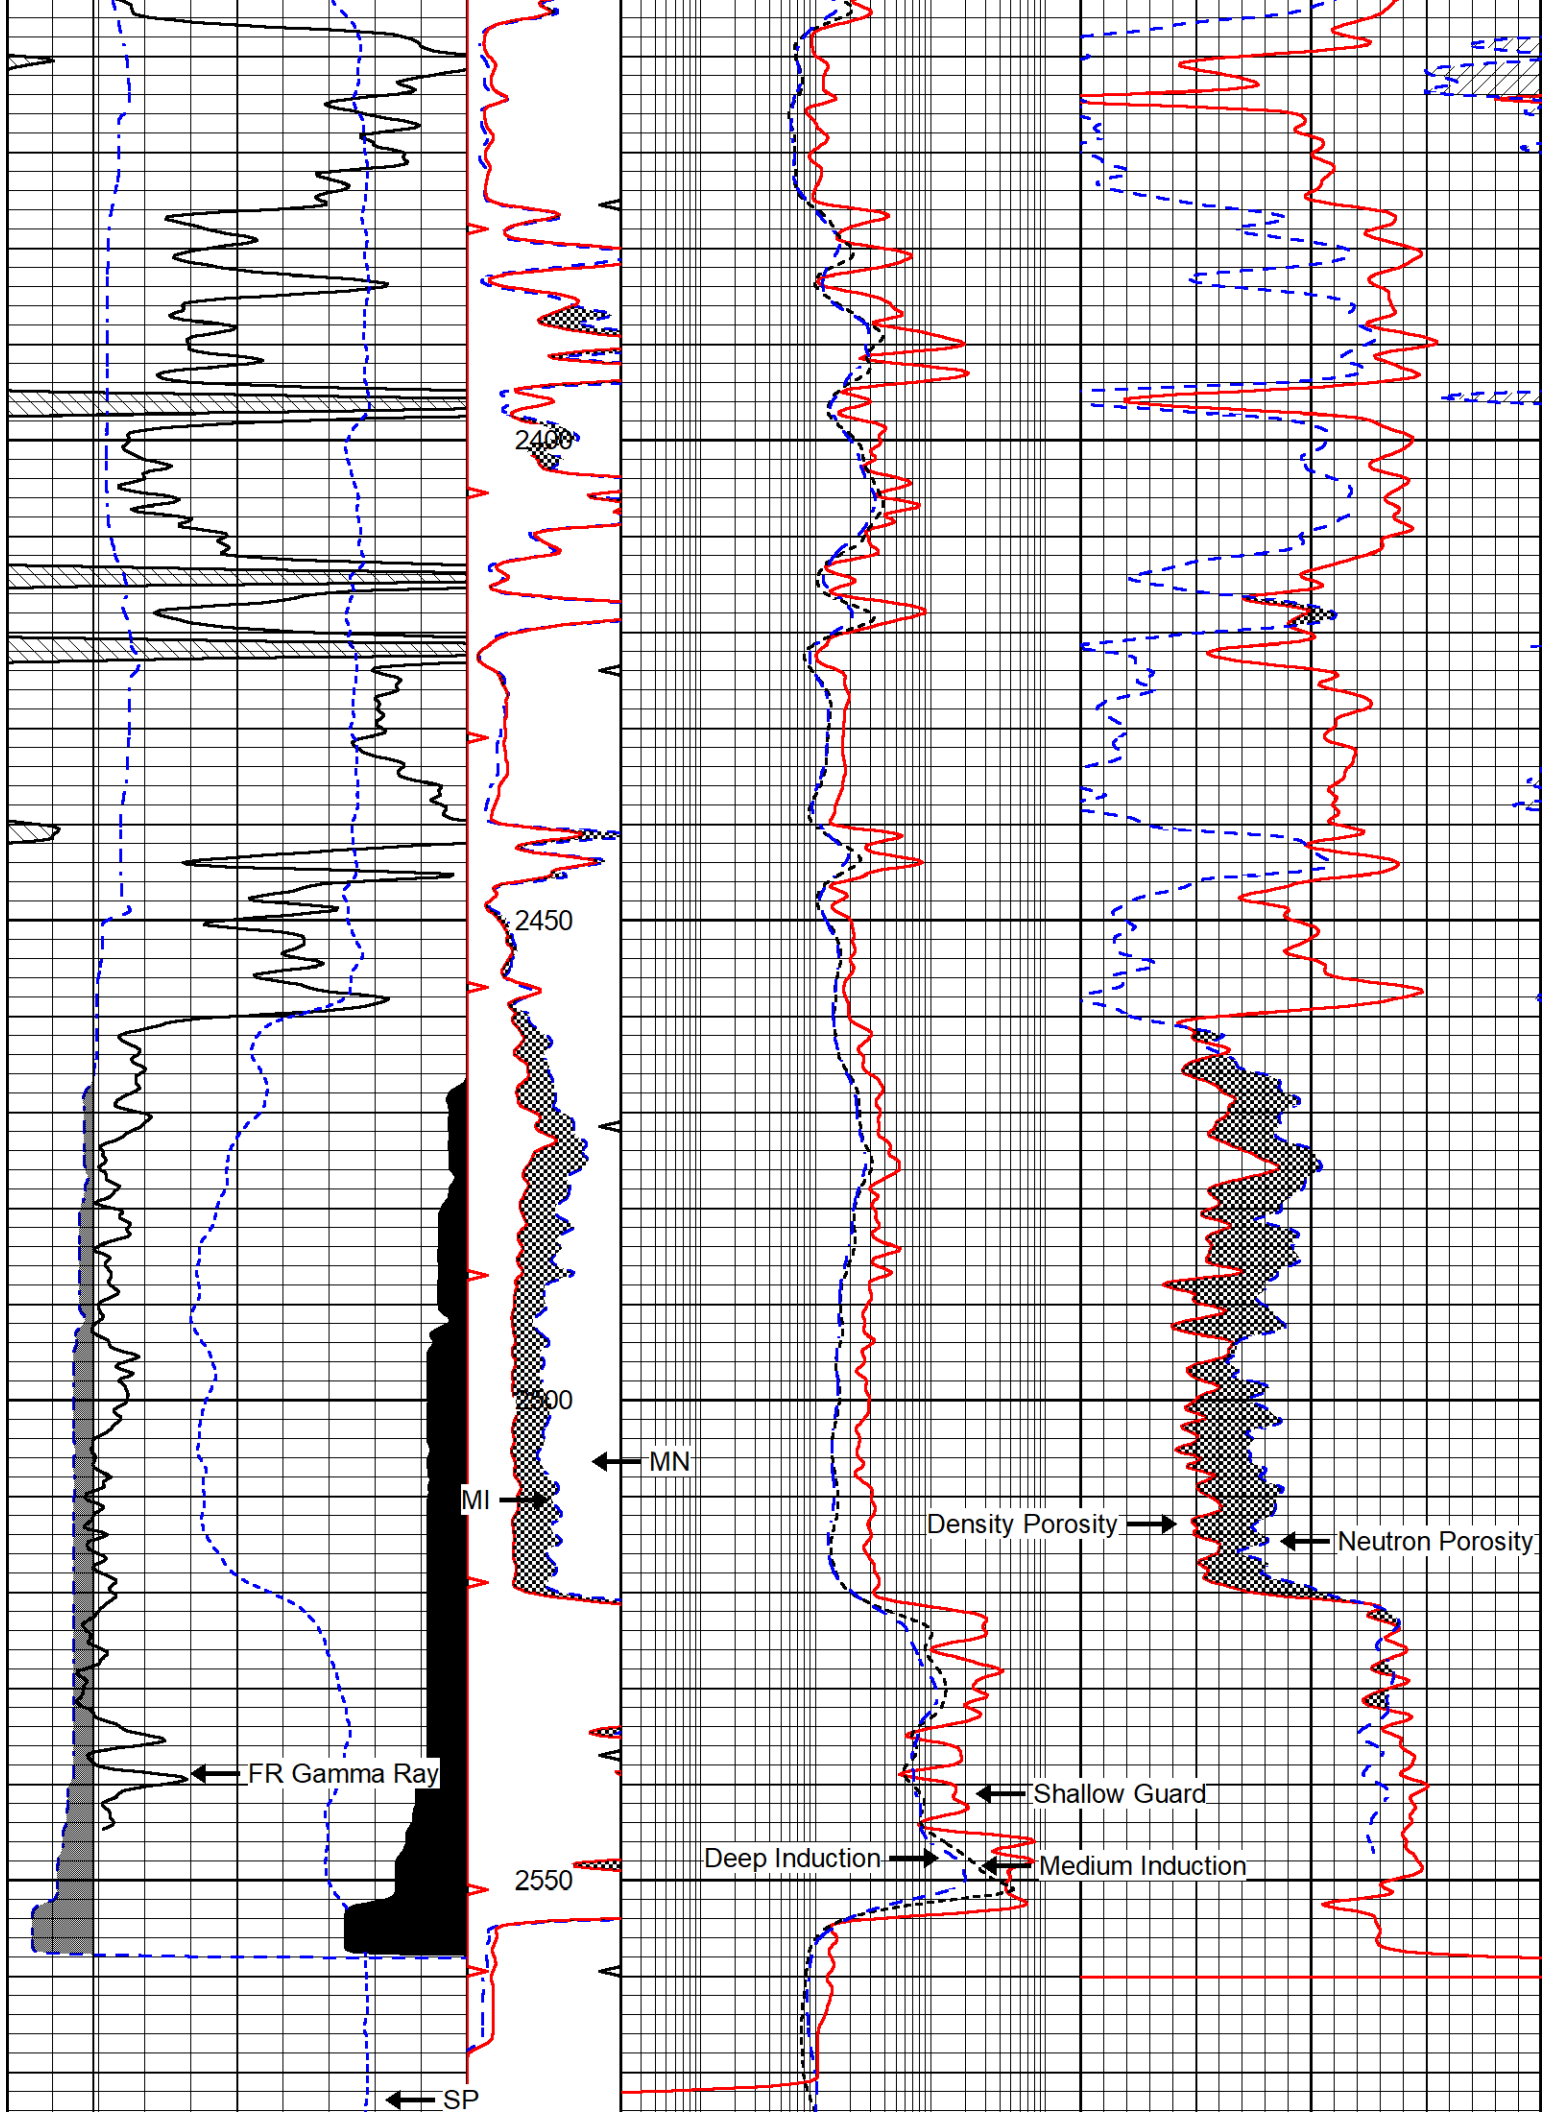 2400
2450
2500
MN
MI
Density Porosity
Neutron Porosity
FR Gamma Ray
Shallow Guard
Deep Induction
Medium Induction
2550
SP